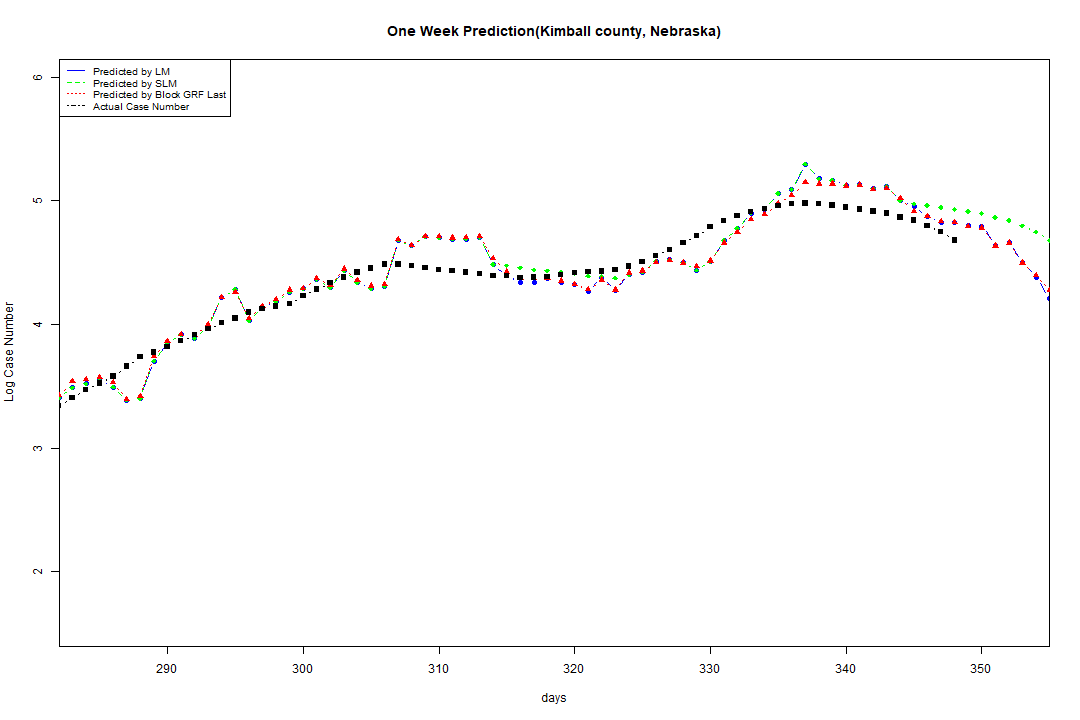 One Week Prediction(Kimball county, Nebraska)
Predicted by LM
Predicted by SLM
Predicted by Block GRF Last
Actual Case Number
6
5
4
3
2
Log Case Number
290 300 310 320 330 340 350
days